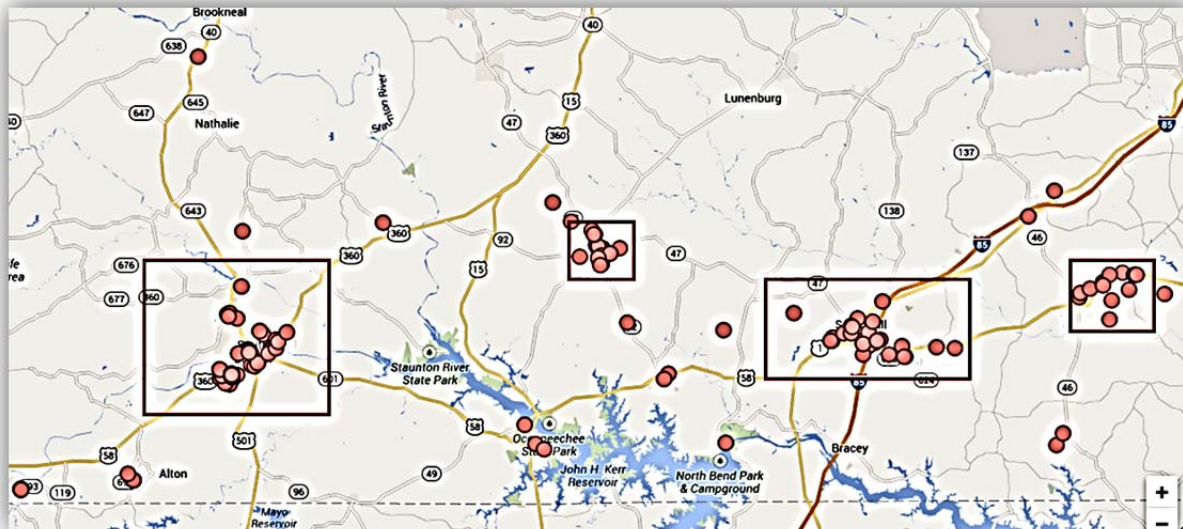 Brookneal
40
638
40
645
647
Nathalie
Staunton River
15
47
360
Lunenburg
85
137
643
138
92
360
360
46
676
85
47
15
677
360
47
1
Staunton River
State Park
360
601
58
624
85
46
58
58
State Park
501
58
Bracey
John H. Kerr
Reservoir
North Bend Park
& Campground
Alton
49
119
96
Mayo
Reservoir
+
−